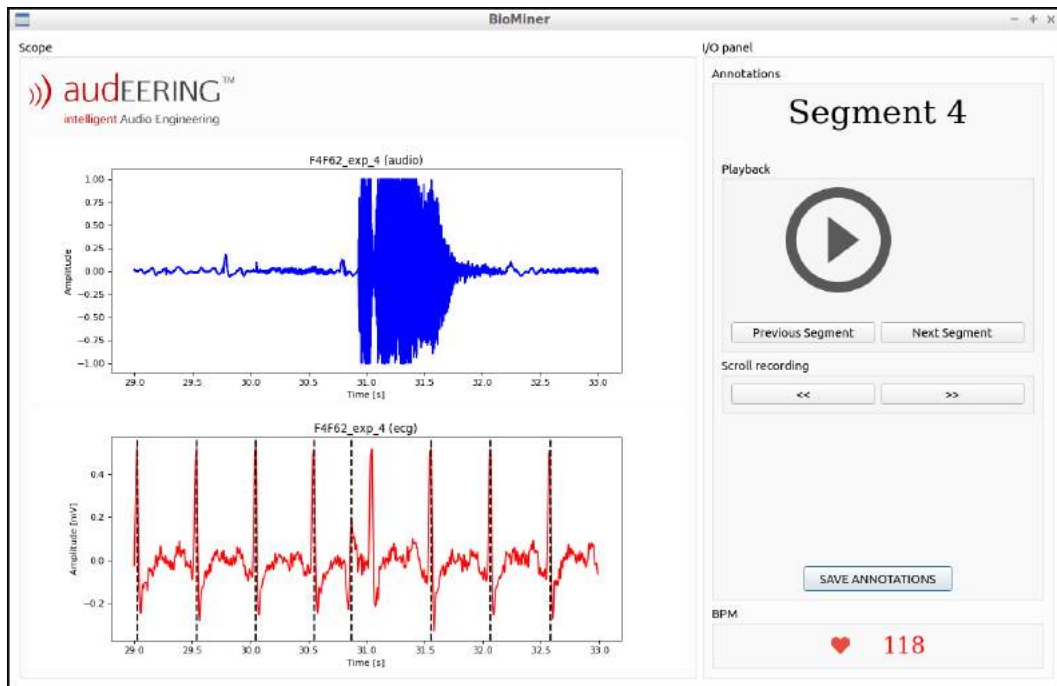 BioMiner
Scope
audEERING™
intelligent Audio Engineering
F4F62_exp_4 (audio)
1.00
0.75
0.50
0.25
0.00
−0.25
−0.50
−0.75
−1.00
Amplitude
29.0 29.5 30.0 30.5 31.0 31.5 32.0 32.5 33.0
Time [s]
F4F62_exp_4 (ecg)
0.4
0.2
0.0
−0.2
Amplitude [mV]
29.0 29.5 30.0 30.5 31.0 31.5 32.0 32.5 33.0
Time [s]
I/O panel
Annotations
Segment 4
Playback
Previous Segment Next Segment
Scroll recording
<< >>
SAVE ANNOTATIONS
BPM
118